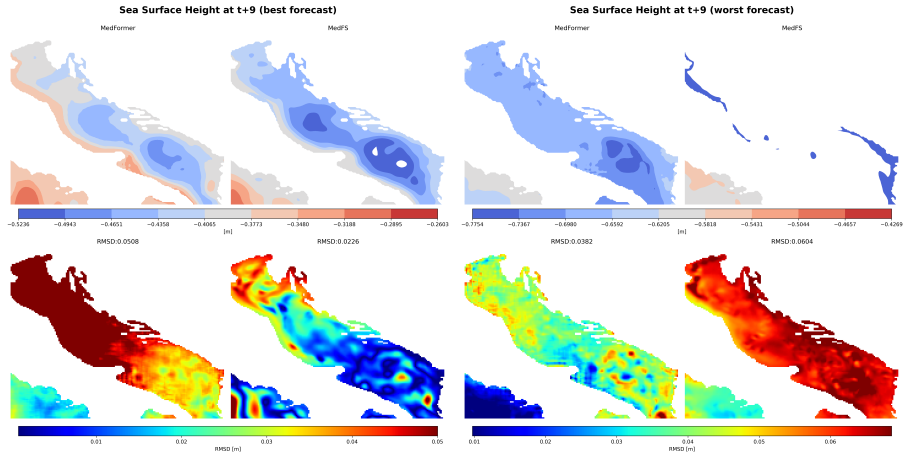 Sea Surface Height at t+9 (best forecast)
MedFormer
MedFS
−0.5236 −0.4943 −0.4651 −0.4358 −0.4065 −0.3773 −0.3480 −0.3188 −0.2895 −0.2603
[m]
RMSD:0.0508
RMSD:0.0226
0.01 0.02 0.03 0.04 0.05
RMSD [m]
Sea Surface Height at t+9 (worst forecast)
MedFormer
MedFS
−0.7754 −0.7367 −0.6980 −0.6592 −0.6205 −0.5818 −0.5431 −0.5044 −0.4657 −0.4269
[m]
RMSD:0.0382
RMSD:0.0604
0.01 0.02 0.03 0.04 0.05 0.06
RMSD [m]